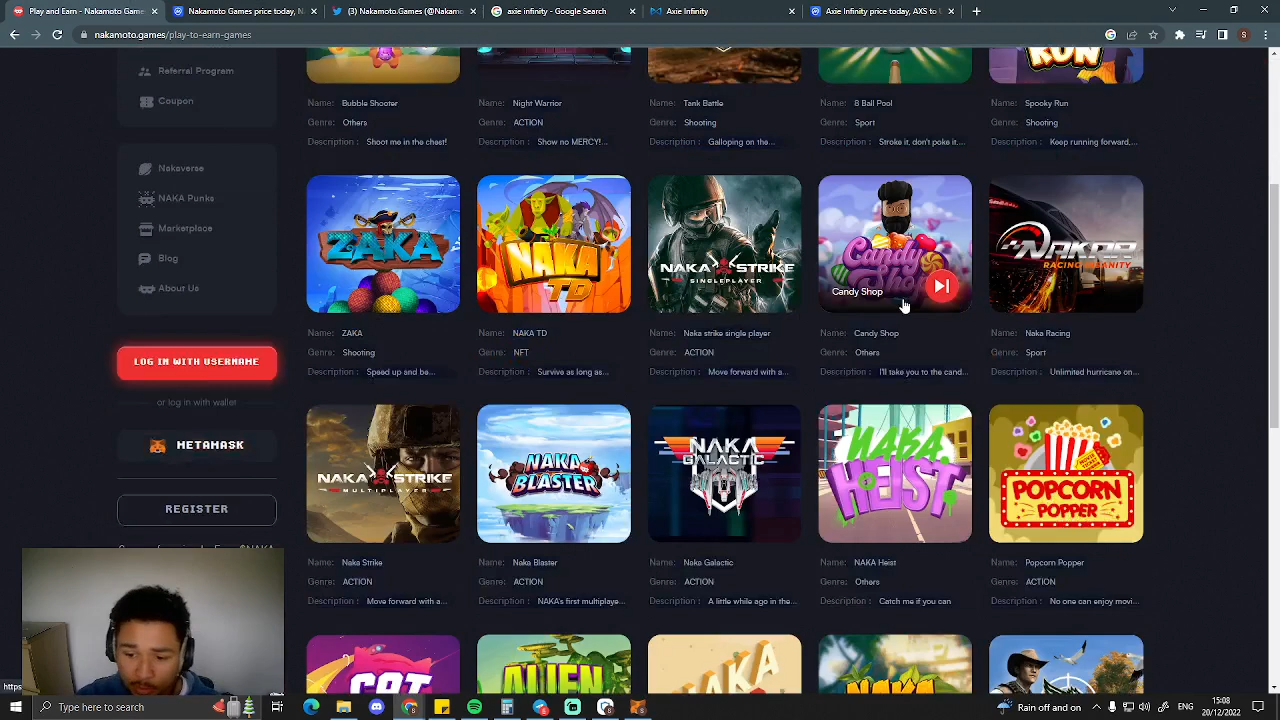 Play and Earn Games - Nakamoto
Nakamoto Games price today, N
(2) Nakamoto Games (@
axie infinity - Google Search
Axie Infinity price today, AXS to
nakamoto.games/play-to-earn-games
Referral Program
Coupon
Nakaverse
NAKA Punks
Marketplace
Blog
About Us
LOG IN WITH USERNAME
or log in with wallet
METAMASK
REGISTER
RUN
Name: Bubble Shooter
Genre: Others
Description : Shoot me in the chest!
Name: Night Warrior
Genre: ACTION
Description : Show no MERCY!...
Name: Tank Battle
Genre: Shooting
Description : Galloping on the...
Name: 8 Ball Pool
Genre: Sport
Description : Stroke it, don't poke it....
Name: Spooky Run
Genre: Shooting
Description : Keep running forward,...
ZAKA
Name: ZAKA
Genre: Shooting
Description : Speed up and be...
NAKA
TD
Name: NAKA TD
Genre: NFT
Description : Survive as long as...
NAKA STRIKE
SINGLEPLAYER
Name: Naka strike single player
Genre: ACTION
Description : Move forward with a...
Candy
Shop
Candy Shop
Name: Candy Shop
Genre: Others
Description : I'll take you to the cand...
NAKAR
RACING INSANITY
Name: Naka Racing
Genre: Sport
Description : Unlimited hurricane on...
NAKA STRIKE
MULTIPLAYER
Name: Naka Strike
Genre: ACTION
Description : Move forward with a...
NAKA
BLASTER
Name: Naka Blaster
Genre: ACTION
Description : NAKA's first multiplaye...
NAKA
GALACTIC
Name: Naka Galactic
Genre: ACTION
Description : A little while ago in the...
NAKA
HEIST
Name: NAKA Heist
Genre: Others
Description : Catch me if you can
POPCORN
POPPER
Name: Popcorn Popper
Genre: ACTION
Description : No one can enjoy movi...
CAT
ALIEN
NAKA
NAKA
https
Type here to search
ENG
15:08
20/12/2022